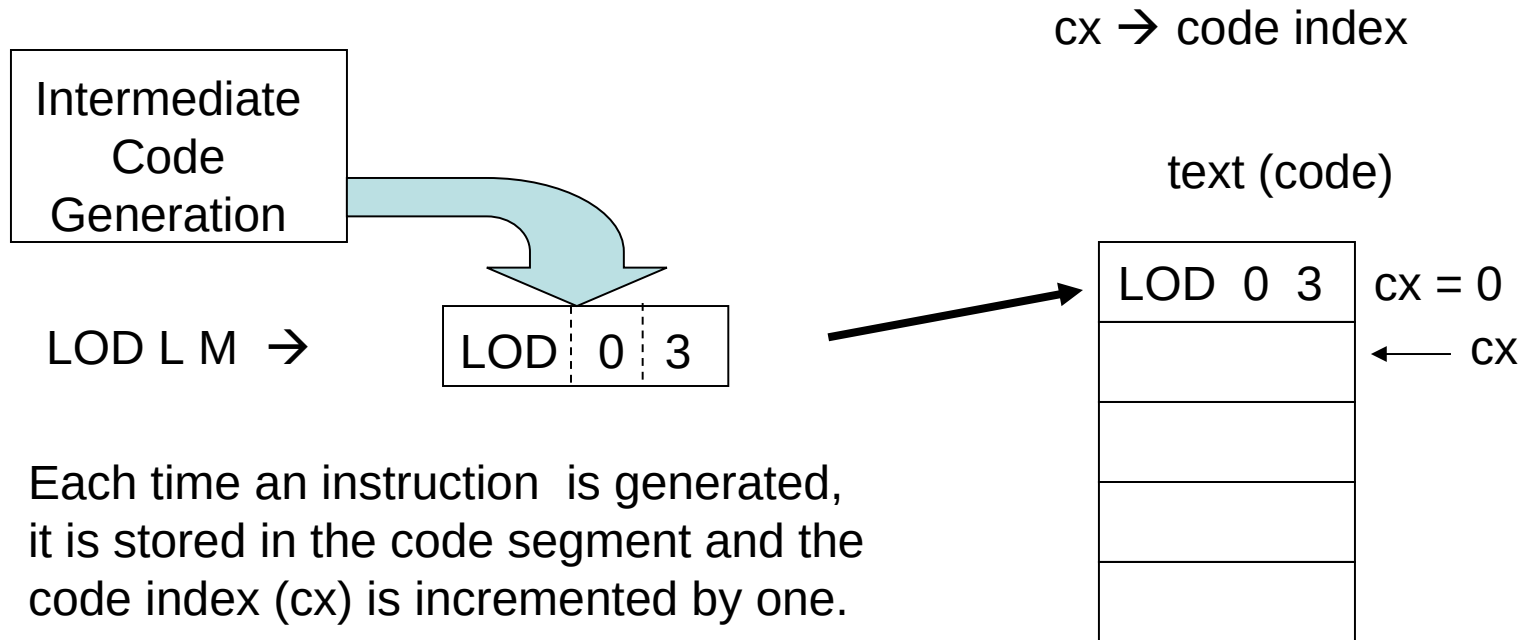 cx → code index
Intermediate
Code
Generation
text (code)
LOD 0 3 cx = 0
LOD L M → LOD 0 3
cx
Each time an instruction is generated,
it is stored in the code segment and the
code index (cx) is incremented by one.